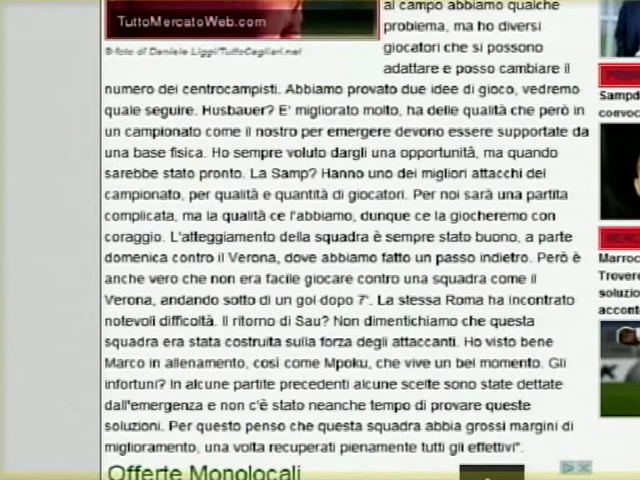 al campo abbiamo qualche
TuttoMercatoWeb.com
problema, ma ho diversi
© foto di Daniele Liggi/TuttoCagliari.net
giocatori che si possono
adattare e posso cambiare il
numero dei centrocampisti. Abbiamo provato due idee di gioco, vedremo
quale seguire. Husbauer? E' migliorato molto, ha delle qualità che però in
un campionato come il nostro per emergere devono essere supportate da
una base fisica. Ho sempre voluto dargli una opportunità, ma quando
sarebbe stato pronto. La Samp? Hanno uno dei migliori attacchi del
campionato, per qualità e quantità di giocatori. Per noi sarà una partita
complicata, ma la qualità ce l'abbiamo, dunque ce la giocheremo con
coraggio. L'atteggiamento della squadra è sempre stato buono, a parte
domenica contro il Verona, dove abbiamo fatto un passo indietro. Però è
anche vero che non era facile giocare contro una squadra come il
Verona, andando sotto di un gol dopo 7'. La stessa Roma ha incontrato
notevoli difficoltà. Il ritorno di Sau? Non dimentichiamo che questa
squadra era stata costruita sulla forza degli attaccanti. Ho visto bene
Marco in allenamento, così come Mpoku, che vive un bel momento. Gli
infortuni? In alcune partite precedenti alcune scelte sono state dettate
dall'emergenza e non c'è stato neanche tempo di provare queste
soluzioni. Per questo penso che questa squadra abbia grossi margini di
miglioramento, una volta recuperati pienamente tutti gli effettivi".
Offerte Monolocali
Sampd
convoc
Marroc
Trovere
soluzio
accont